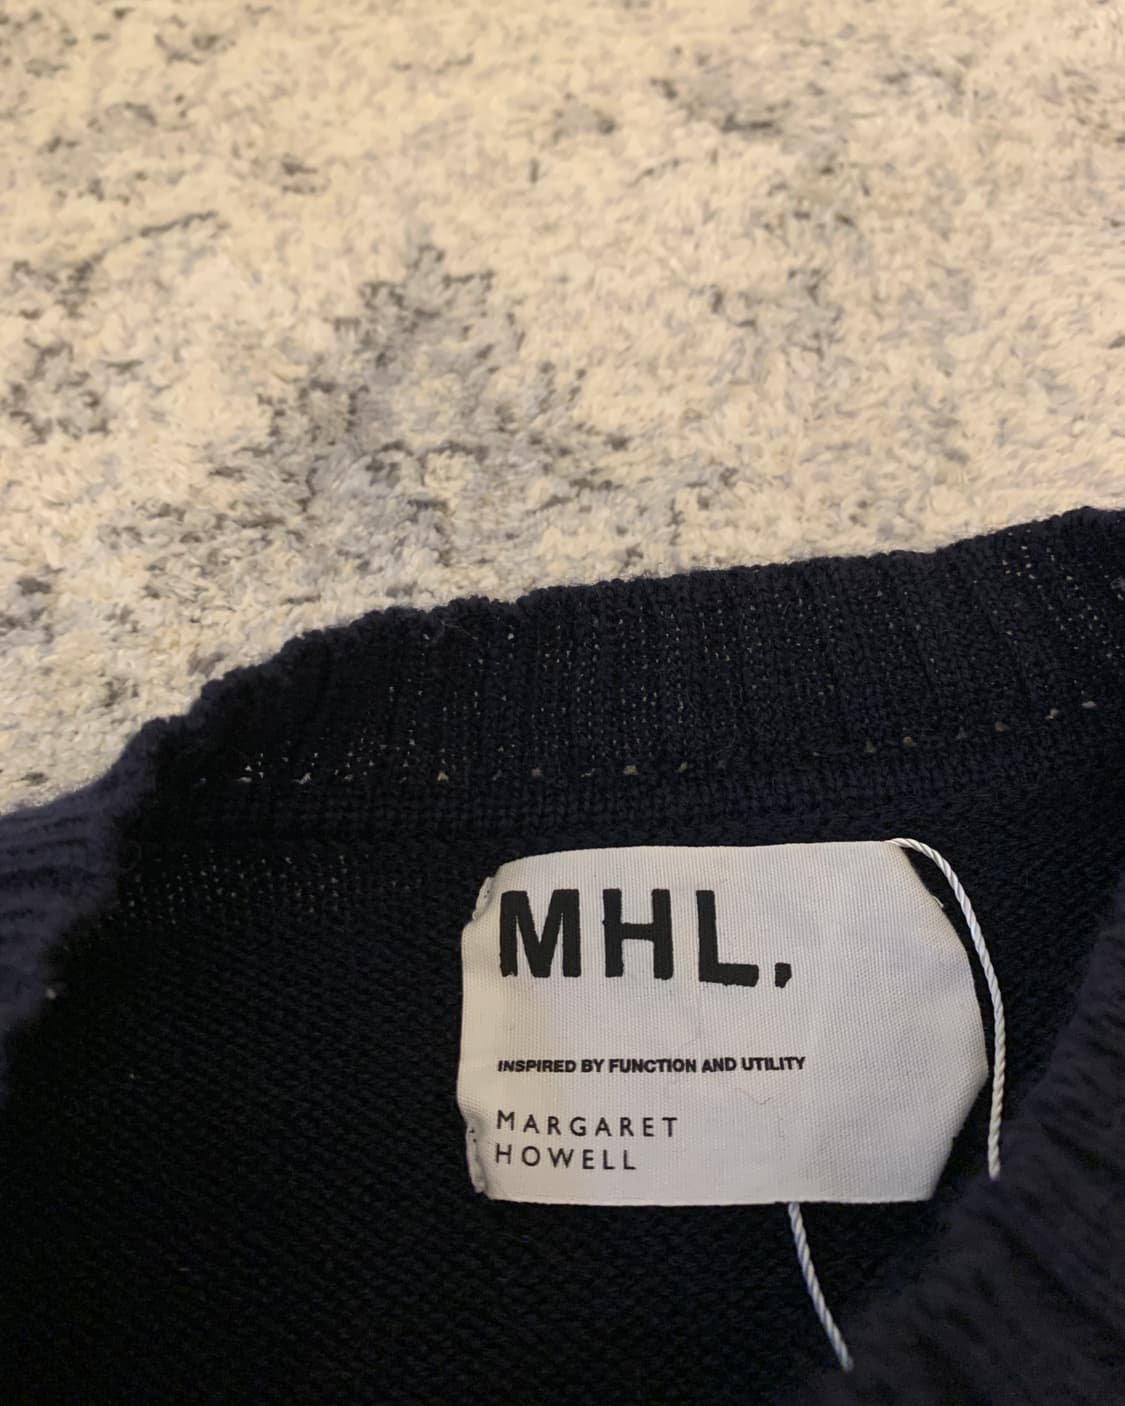 MHL.
INSPIRED BY FUNCTION AND UTILITY
MARGARET
HOWELL